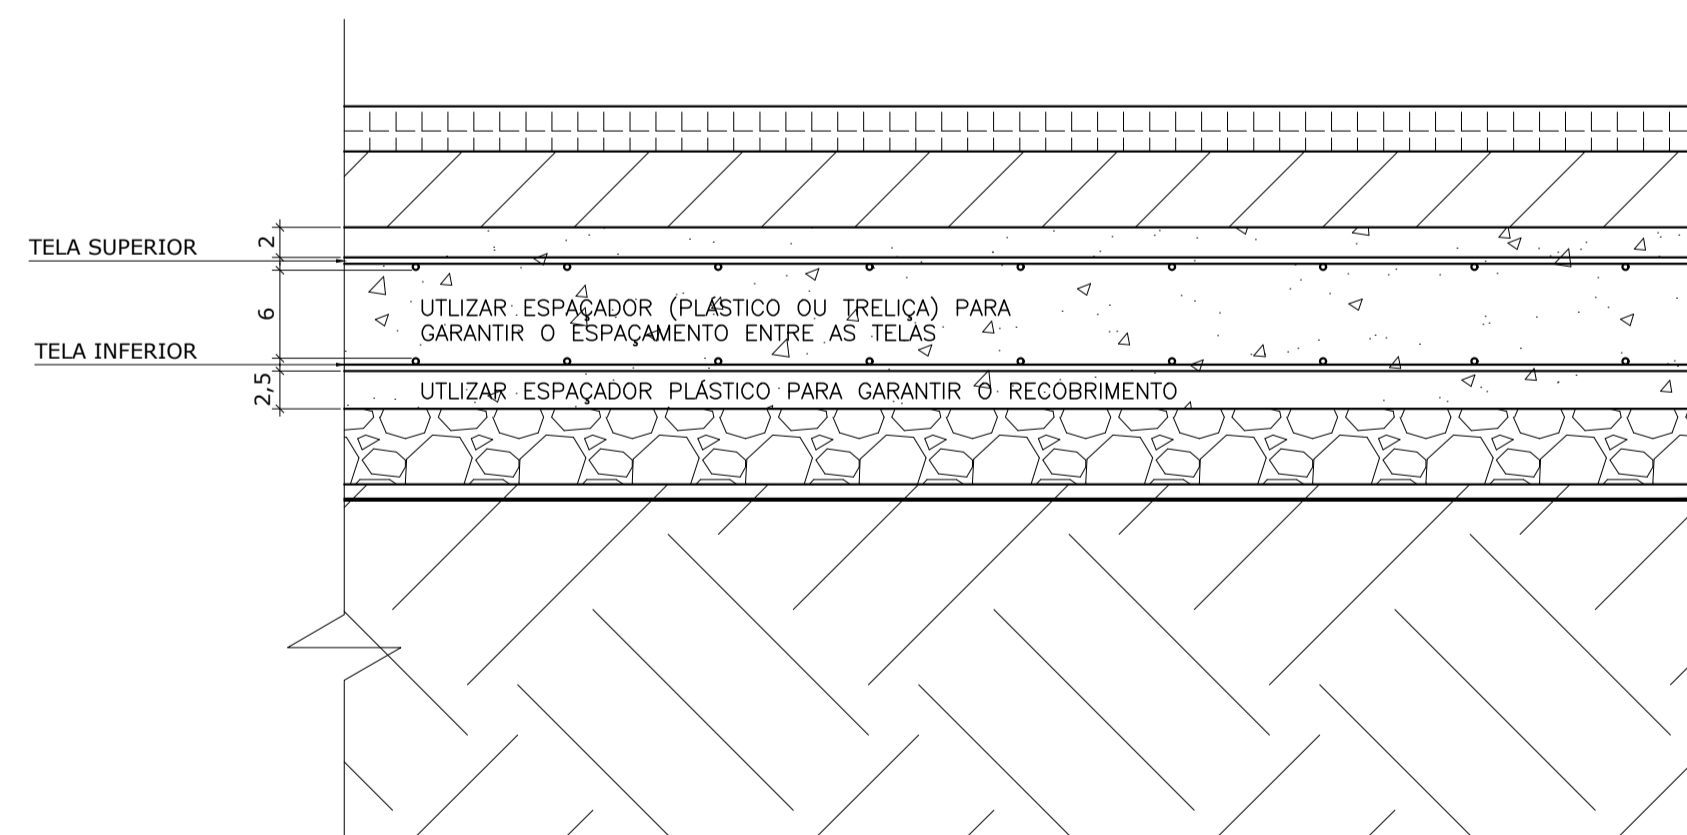 TELA SUPERIOR
2
6
UTLIZAR ESPAÇADOR (PLÁSTICO OU TRELIÇA) PARA
GARANTIR O ESPAÇAMENTO ENTRE AS TELAS
TELA INFERIOR
2,5
UTLIZAR ESPAÇADOR PLÁSTICO PARA GARANTIR O RECOBRIMENTO